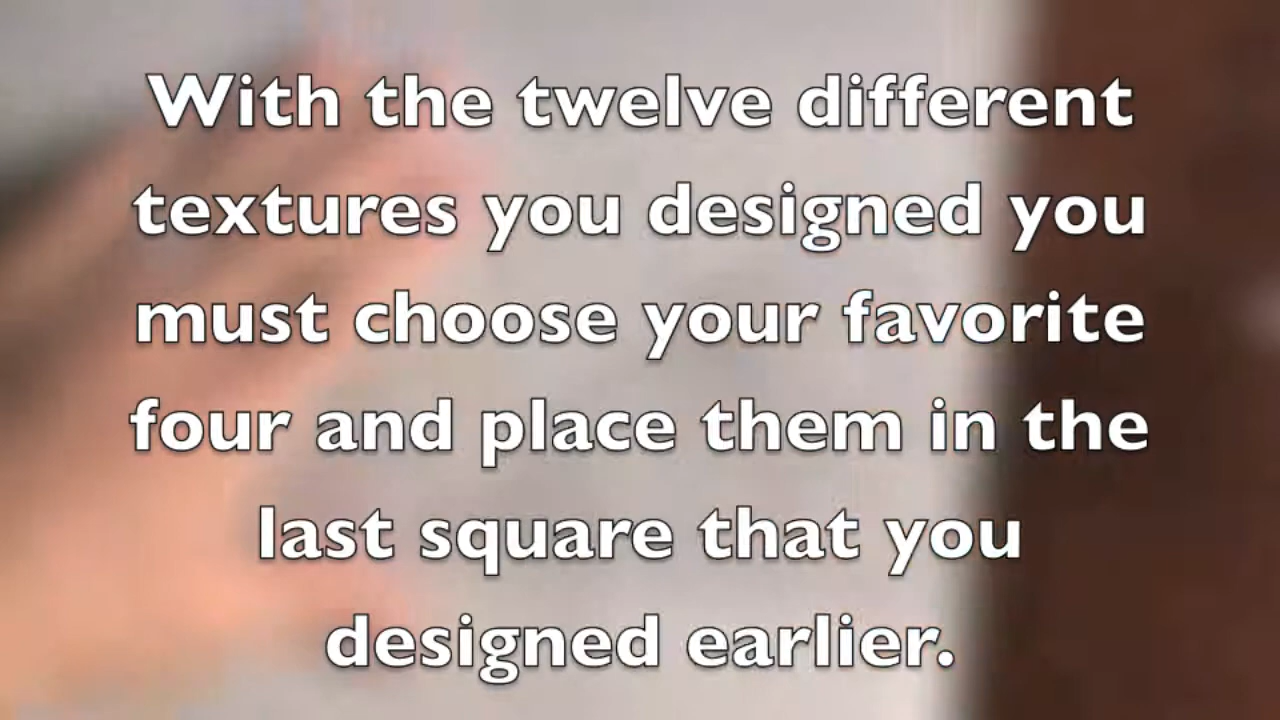 With the twelve different
textures you designed you
must choose your favorite
four and place them in the
last square that you
designed earlier.